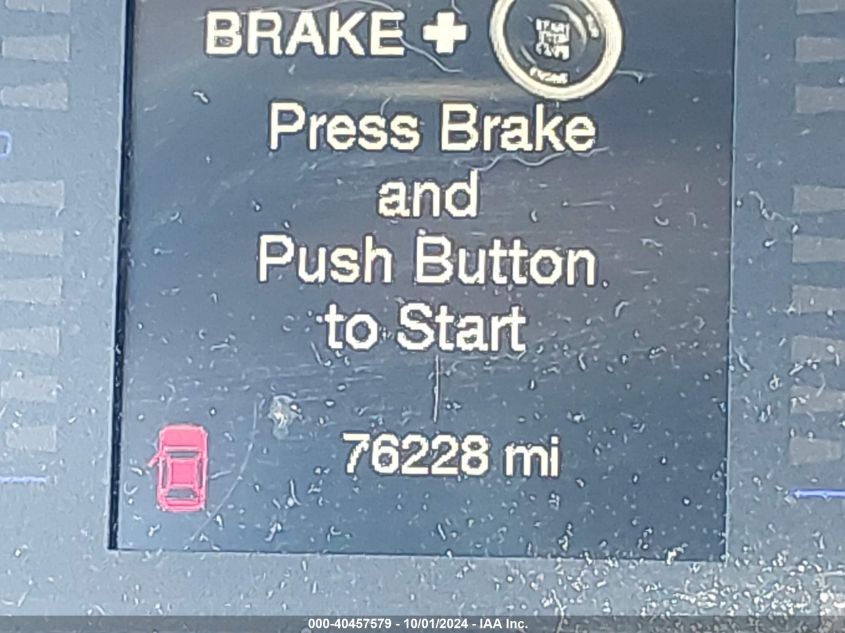 BRAKE +
Press Brake
and
Push Button
to Start
76228 mi
000-40457579 - 10/01/2024 - IAA Inc.